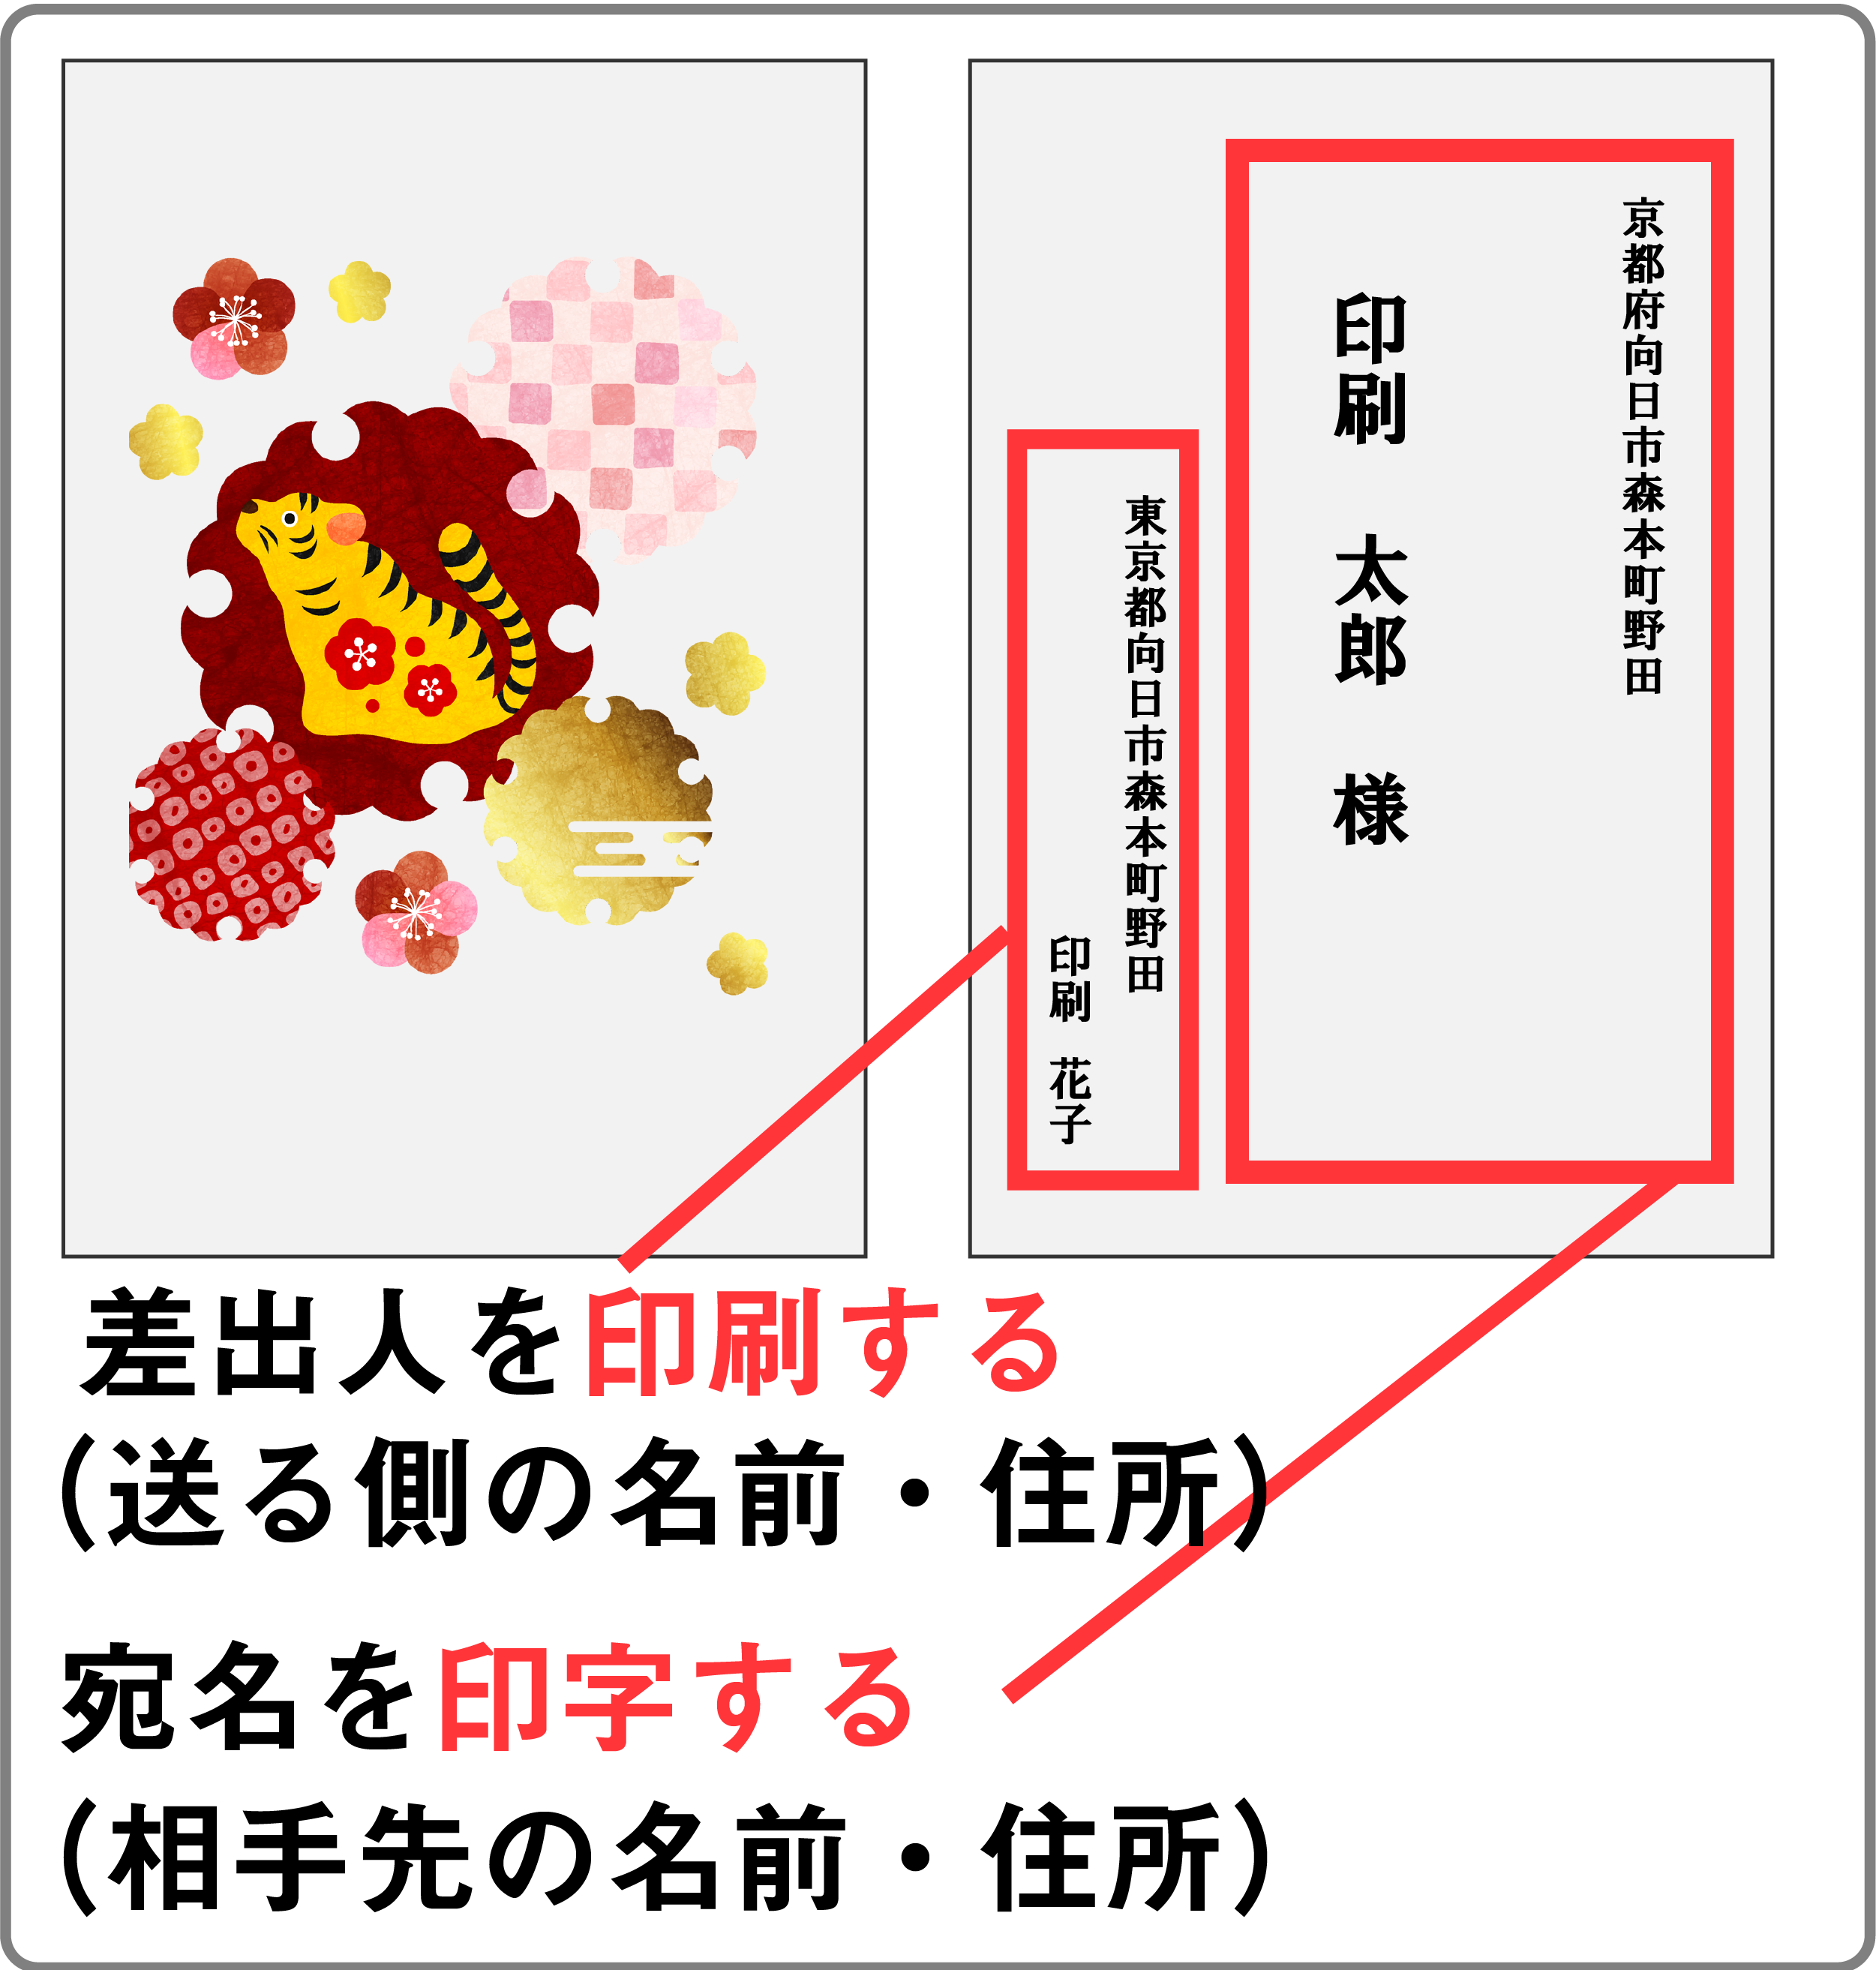 京都府向日市森本町野田
印刷 太郎 様
東京都向日市森本町野田
印刷 花子
差出人を印刷する
（送る側の名前・住所）
宛名を印字する
（相手先の名前・住所）